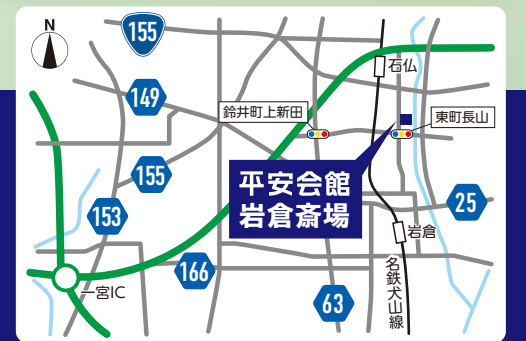 N
155
149
155
153
166
63
25
石仏
鈴井町上新田
東町長山
平安会館
岩倉斎場
岩倉
名鉄犬山線
一宮IC